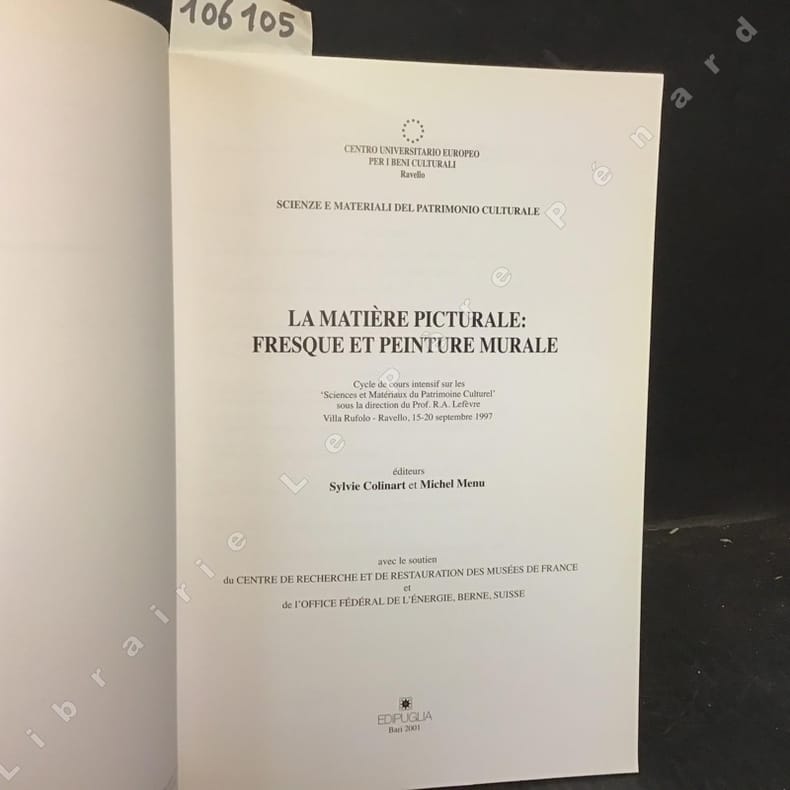 106105
CENTRO UNIVERSITARIO EUROPEO
PER I BENI CULTURALI
Ravello
SCIENZE E MATERIALI DEL PATRIMONIO CULTURALE
LA MATIÈRE PICTURALE:
FRESQUE ET PEINTURE MURALE
Cycle de cours intensif sur les
'Sciences et Matériaux du Patrimoine Culturel'
sous la direction du Prof. R.A. Lefèvre
Villa Rufolo - Ravello, 15-20 septembre 1997
éditeurs
Sylvie Colinart et Michel Menu
avec le soutien
du CENTRE DE RECHERCHE ET DE RESTAURATION DES MUSÉES DE FRANCE
et
de l'OFFICE FÉDÉRAL DE L'ÉNERGIE, BERNE, SUISSE
EDIPUGLIA
Bari 2001
Librairie Le Père Pénard